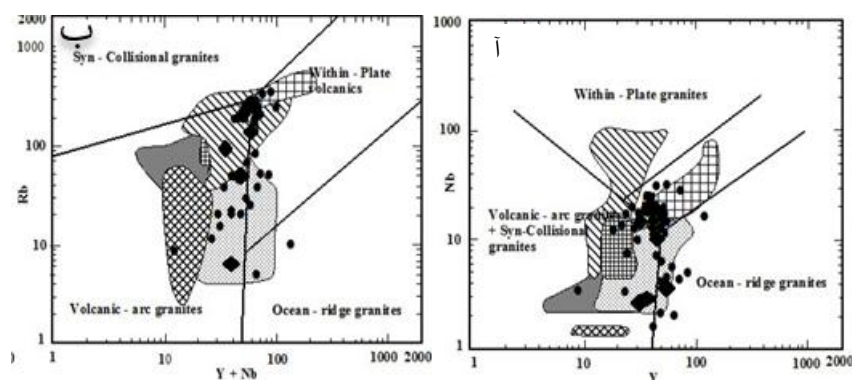 ب
2000
1000
100
10
1
Rb
Syn - Collisional granites
Within - Plate
volcanics
Volcanic - arc granites
Ocean - ridge granites
1
10
100
1000
2000
Y + Nb
آ
1000
100
10
1
Nb
Within - Plate granites
Volcanic - arc granites
+ Syn-Collisional
granites
Ocean - ridge granites
1
10
100
1000
2000
Y